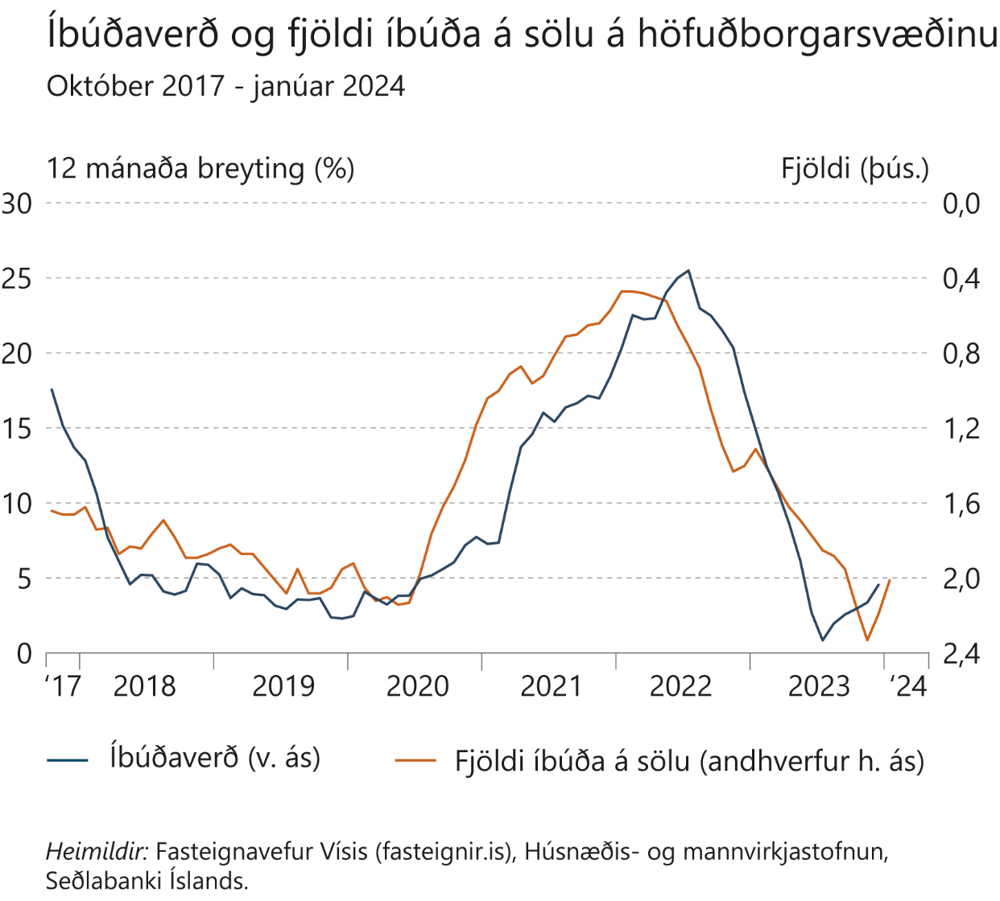 Íbúðaverð og fjöldi íbúða á sölu á höfuðborgarsvæðinu
Október 2017 - janúar 2024
12 mánaða breyting (%)
Fjöldi (þús.)
30
25
20
15
10
5
0
0,0
0,4
0,8
1,2
1,6
2,0
2,4
‘17 2018 2019 2020 2021 2022 2023 ‘24
Íbúðaverð (v. ás)
Fjöldi íbúða á sölu (andhverfur h. ás)
Heimildir: Fasteignavefur Vísis (fasteignir.is), Húsnæðis- og mannvirkjastofnun,
Seðlabanki Íslands.